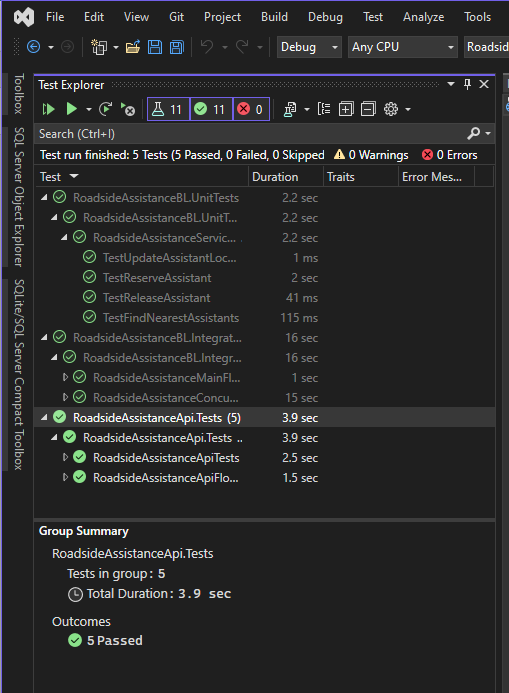 File Edit View Git Project Build Debug Test Analyze Tools
Debug Any CPU Roadsi
Toolbox
SQL Server Object Explorer
SQLite/SQL Server Compact Toolbox
Test Explorer
11 11 0
Search (Ctrl+I)
Test run finished: 5 Tests (5 Passed, 0 Failed, 0 Skipped 0 Warnings 0 Errors
Test Duration Traits Error Mes...
RoadsideAssistanceBL.UnitTests 2.2 sec
RoadsideAssistanceBL.UnitT... 2.2 sec
RoadsideAssistanceServic... 2.2 sec
TestUpdateAssistantLoc... 1 ms
TestReserveAssistant 2 sec
TestReleaseAssistant 41 ms
TestFindNearestAssistants 115 ms
RoadsideAssistanceBL.Integrat... 16 sec
RoadsideAssistanceBL.Integr... 16 sec
RoadsideAssistanceMainFl... 1 sec
RoadsideAssistanceConcu... 15 sec
RoadsideAssistanceApi.Tests (5) 3.9 sec
RoadsideAssistanceApi.Tests .. 3.9 sec
RoadsideAssistanceApiTests 2.5 sec
RoadsideAssistanceApiFlo... 1.5 sec
Group Summary
RoadsideAssistanceApi.Tests
Tests in group: 5
Total Duration: 3.9 sec
Outcomes
5 Passed